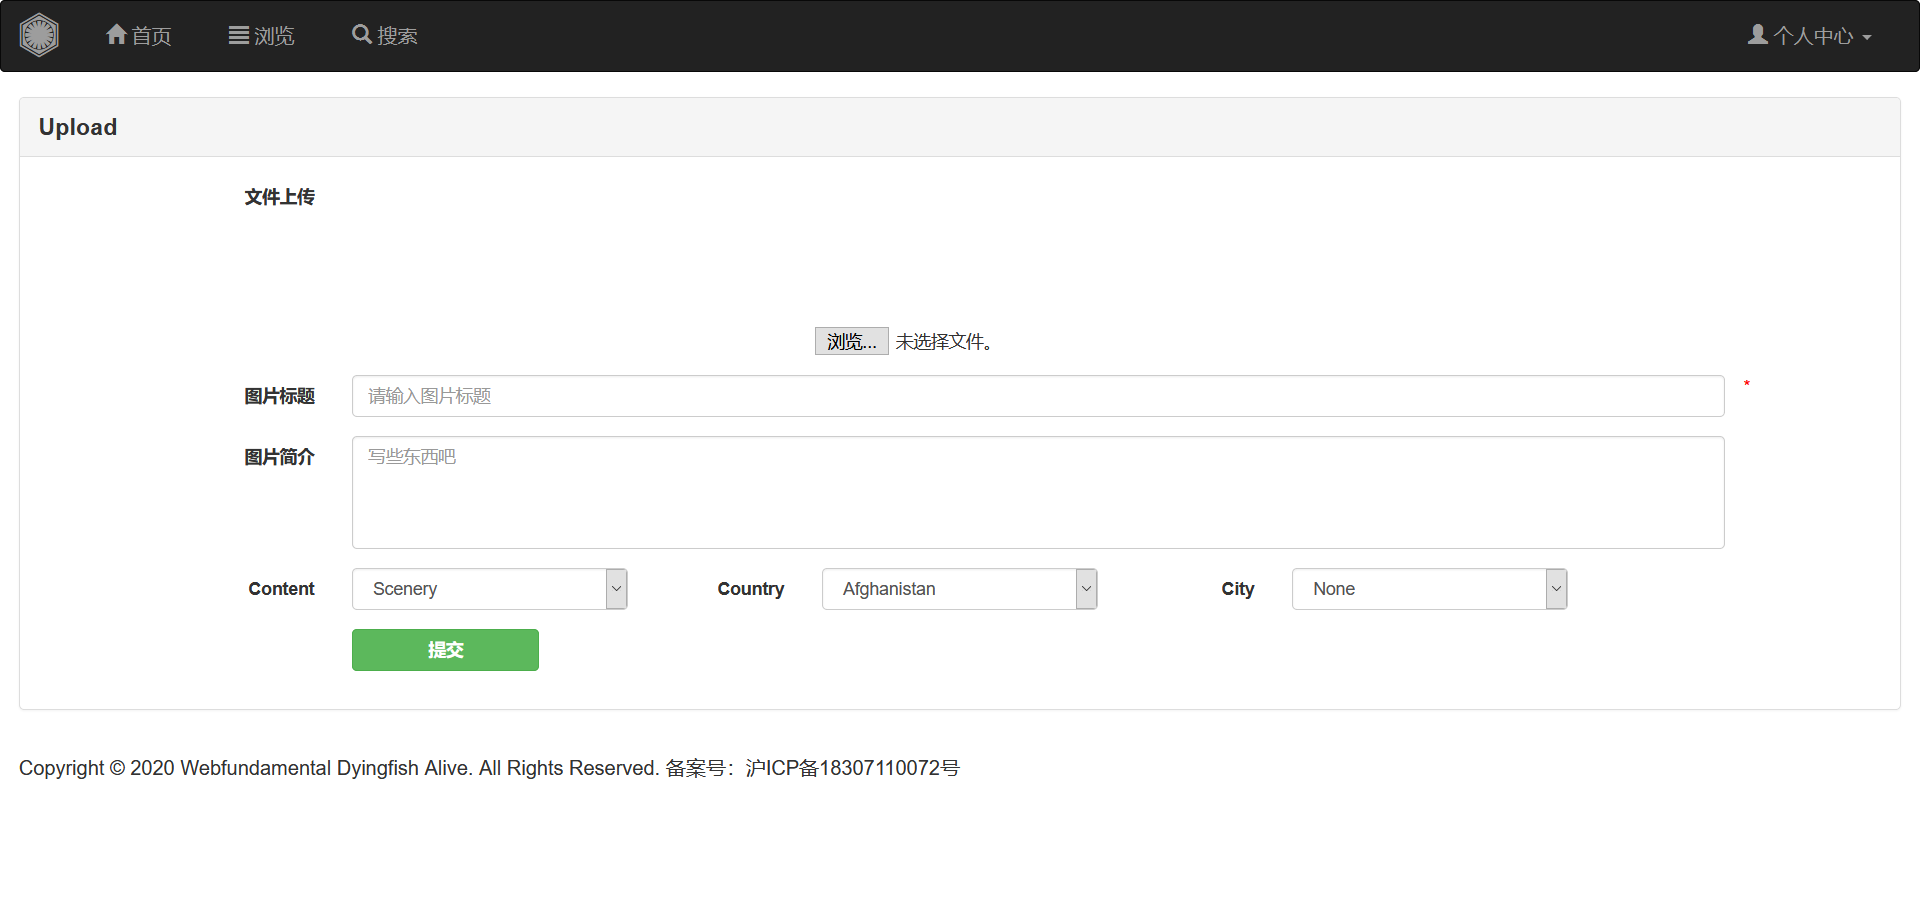 首页 浏览 搜索 个人中心
Upload
文件上传
浏览... 未选择文件。
图片标题 请输入图片标题 *
图片简介 写些东西吧
Content Scenery Country Afghanistan City None
提交
Copyright © 2020 Webfundamental Dyingfish Alive. All Rights Reserved. 备案号：沪ICP备18307110072号